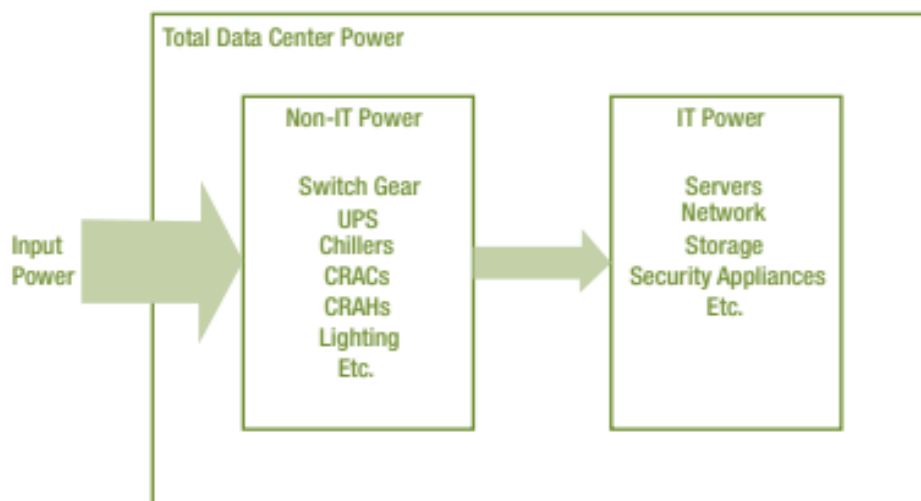 Total Data Center Power
Input
Power
Non-IT Power
Switch Gear
UPS
Chillers
CRACs
CRAHs
Lighting
Etc.
IT Power
Servers
Network
Storage
Security Appliances
Etc.